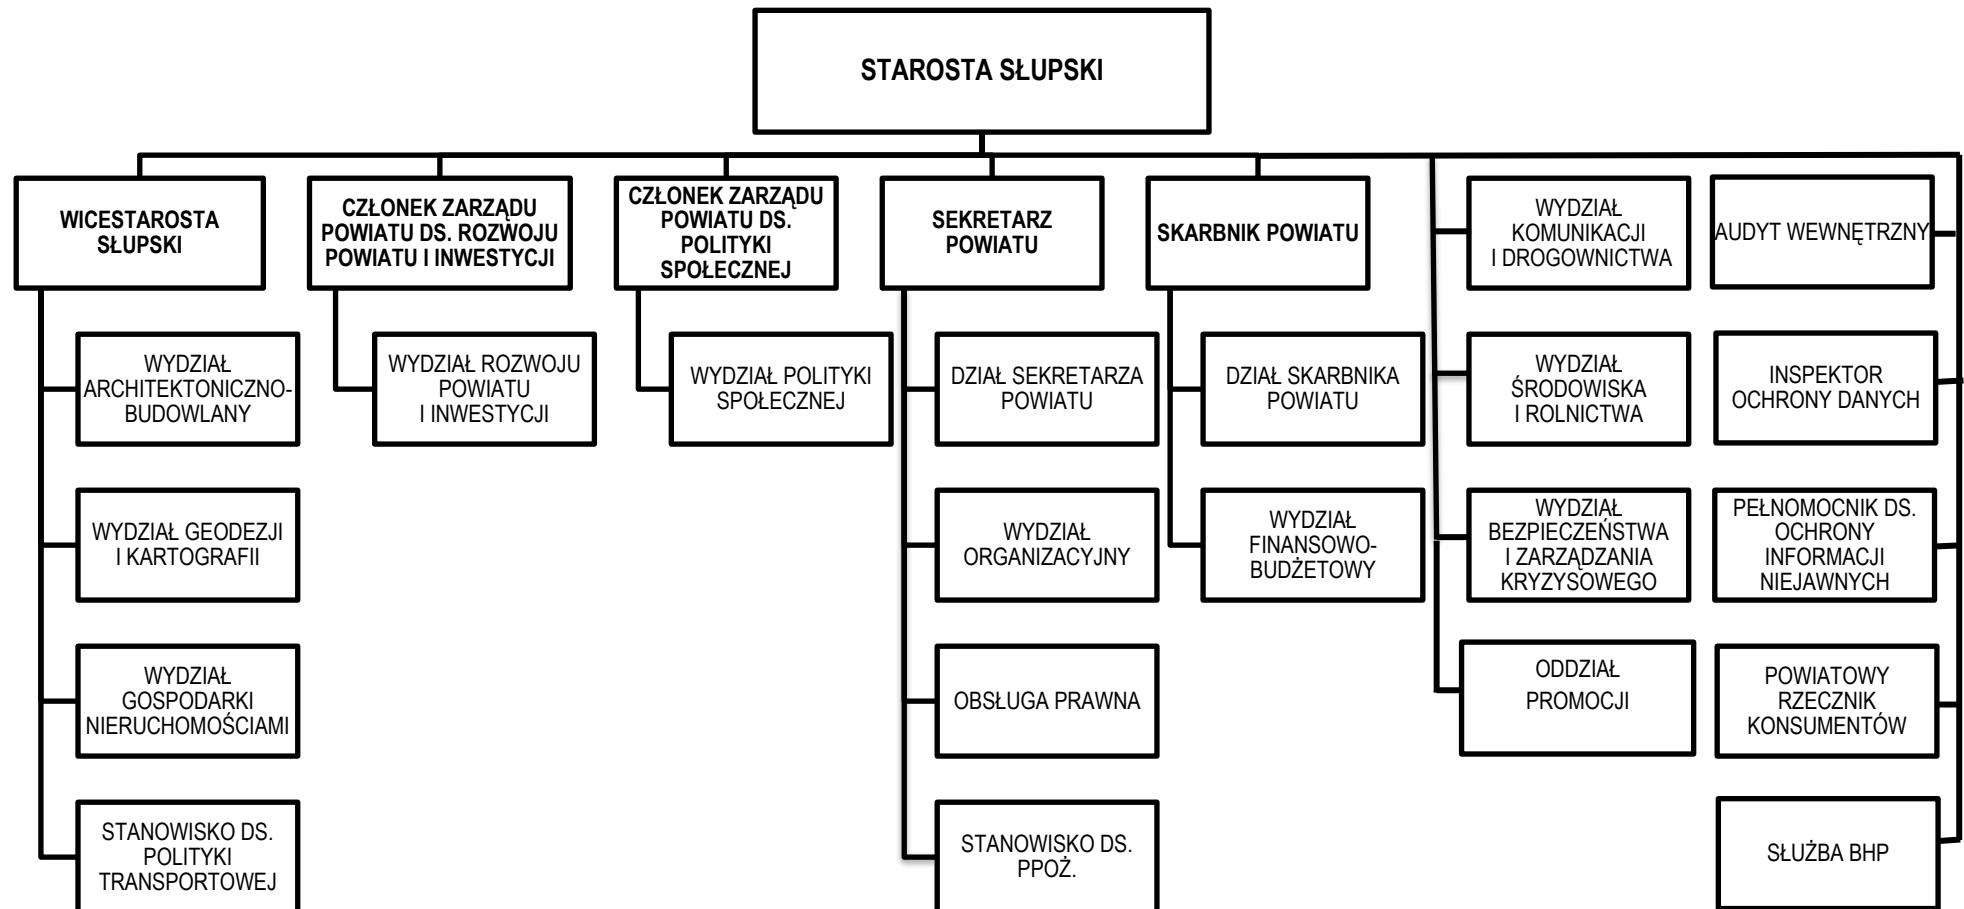 STAROSTA SŁUPSKI
WICESTAROSTA
SŁUPSKI
CZŁONEK ZARZĄDU
POWIATU DS. ROZWOJU
POWIATU I INWESTYCJI
CZŁONEK ZARZĄDU
POWIATU DS.
POLITYKI
SPOŁECZNEJ
SEKRETARZ
POWIATU
SKARBNIK POWIATU
WYDZIAŁ
KOMUNIKACJI
I DROGOWNICTWA
AUDYT WEWNĘTRZNY
WYDZIAŁ
ARCHITEKTONICZNO-
BUDOWLANY
WYDZIAŁ ROZWOJU
POWIATU
I INWESTYCJI
WYDZIAŁ POLITYKI
SPOŁECZNEJ
DZIAŁ SEKRETARZA
POWIATU
DZIAŁ SKARBNIKA
POWIATU
WYDZIAŁ
ŚRODOWISKA
I ROLNICTWA
INSPEKTOR
OCHRONY DANYCH
WYDZIAŁ GEODEZJI
I KARTOGRAFII
WYDZIAŁ
ORGANIZACYJNY
WYDZIAŁ
FINANSOWO-
BUDŻETOWY
WYDZIAŁ
BEZPIECZEŃSTWA
I ZARZĄDZANIA
KRYZYSOWEGO
PEŁNOMOCNIK DS.
OCHRONY
INFORMACJI
NIEJAWNYCH
WYDZIAŁ
GOSPODARKI
NIERUCHOMOŚCIAMI
OBSŁUGA PRAWNA
ODDZIAŁ
PROMOCJI
POWIATOWY
RZECZNIK
KONSUMENTÓW
STANOWISKO DS.
POLITYKI
TRANSPORTOWEJ
STANOWISKO DS.
PPOŻ.
SŁUŻBA BHP